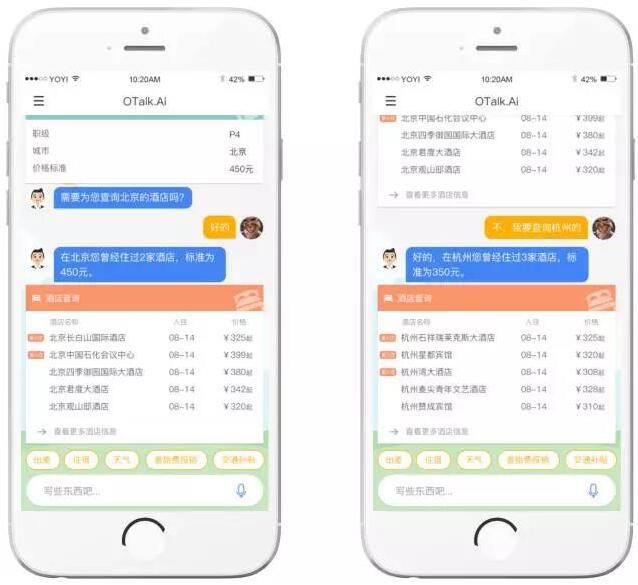 YOYI 10:20AM 42%
OTalk.Ai
职级 P4
城市 北京
价格标准 450元
需要为您查询北京的酒店吗?
好的
在北京您曾经住过2家酒店，标准为
450元。
酒店查询
酒店名称 入住 价格
北京长白山国际酒店 08-14 ¥325起
北京中国石化会议中心 08-14 ¥399起
北京四季御园国际大酒店 08-14 ¥380起
北京君度大酒店 08-14 ¥342起
北京观山邸酒店 08-14 ¥320起
查看更多酒店信息
出差 住宿 天气 差旅费报销 交通补贴
写些东西吧...
YOYI 10:20AM 42%
OTalk.Ai
北京中国石化会议中心 08-14 ¥399起
北京四季御园国际大酒店 08-14 ¥380起
北京君度大酒店 08-14 ¥342起
北京观山邸酒店 08-14 ¥320起
查看更多酒店信息
不，我要查询杭州的
好的，在杭州您曾经住过3家酒店，标
准为350元。
酒店查询
酒店名称 入住 价格
杭州石祥瑞莱克斯大酒店 08-14 ¥325起
杭州星都宾馆 08-14 ¥320起
杭州湾大酒店 08-14 ¥308起
杭州麦尖青年文艺酒店 08-14 ¥328起
杭州赞成宾馆 08-14 ¥310起
查看更多酒店信息
出差 住宿 天气 差旅费报销 交通补贴
写些东西吧...